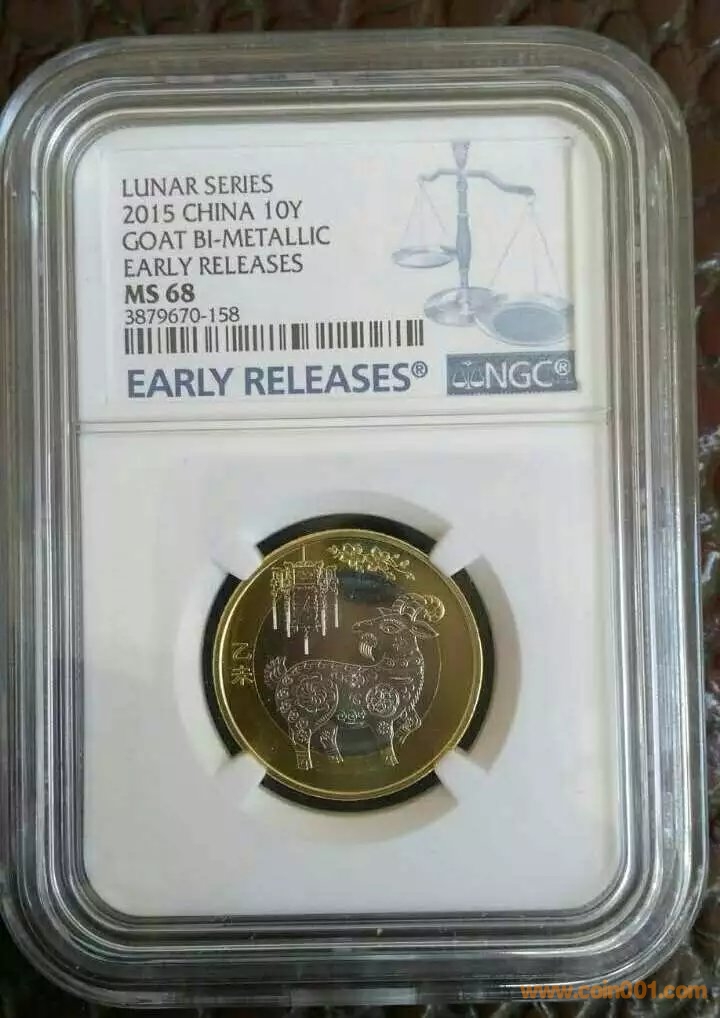 LUNAR SERIES
2015 CHINA 10Y
GOAT BI-METALLIC
EARLY RELEASES
MS 68
3879670-158
EARLY RELEASES®
NGC®
乙未
www.coin001.com